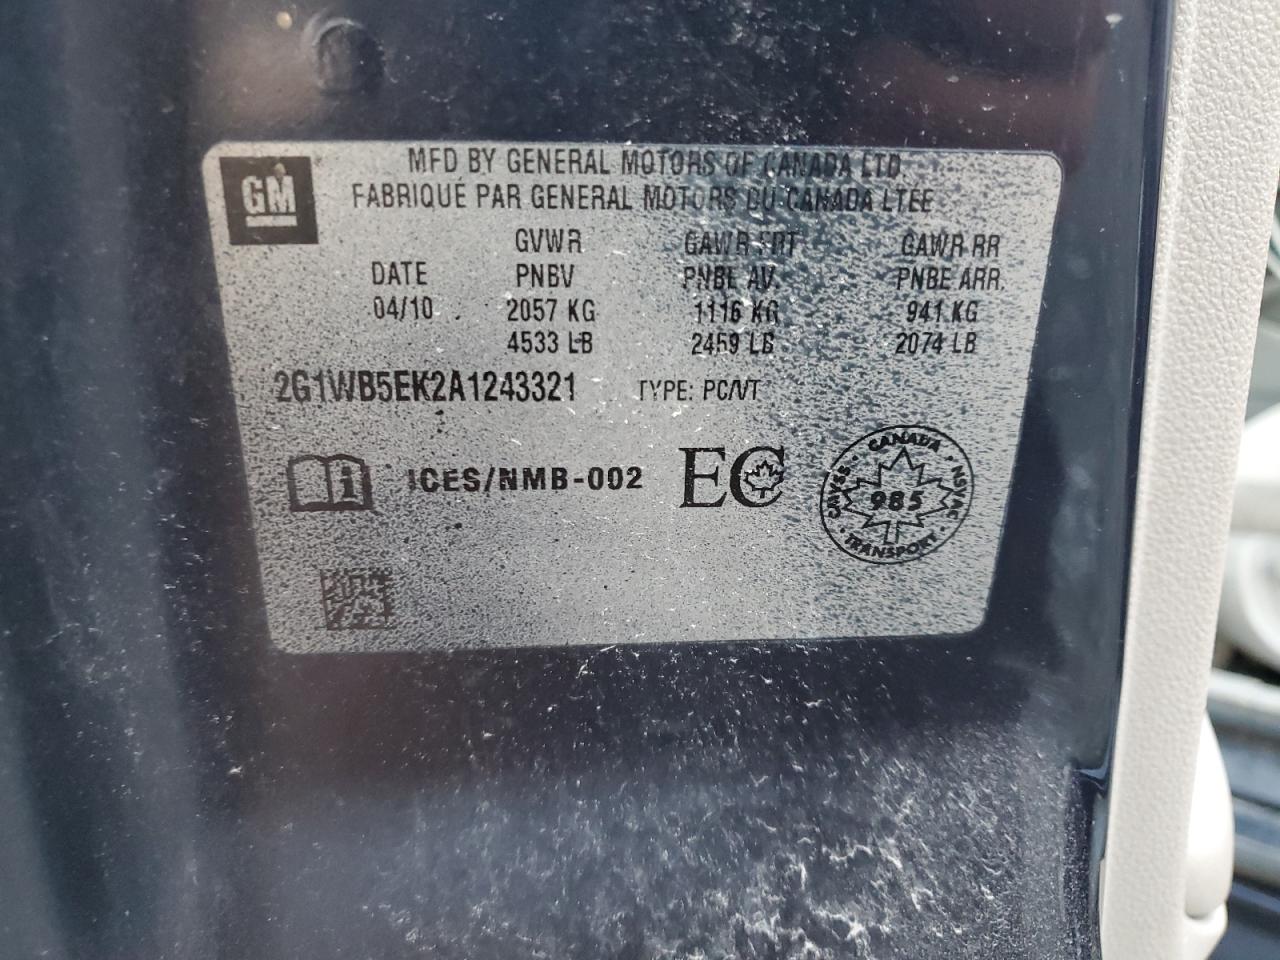 GM
MFD BY GENERAL MOTORS OF CANADA LTD
FABRIQUÉ PAR GENERAL MOTORS DU CANADA LTEE
GVWR GAWR FRT GAWR RR
DATE PNBV PNBE AV. PNBE ARR.
04/10 2057 KG 1116 KG 941 KG
4533 LB 2459 LB 2074 LB
2G1WB5EK2A1243321 TYPE: PC/VT
i ICES/NMB-002 EC
CANADA
CMVSS 985 NSVAC
TRANSPORT